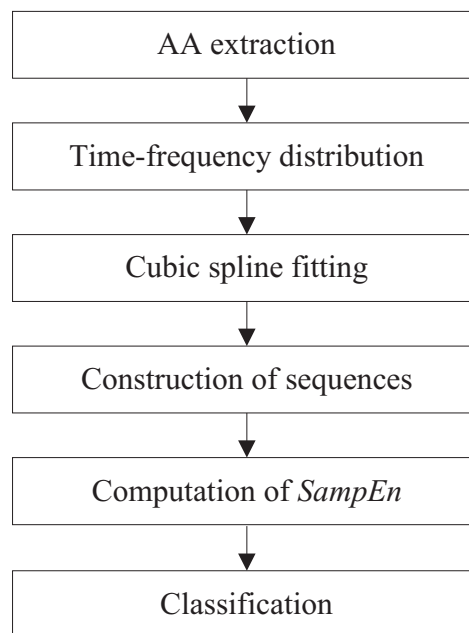 AA extraction
Time-frequency distribution
Cubic spline fitting
Construction of sequences
Computation of SampEn
Classification